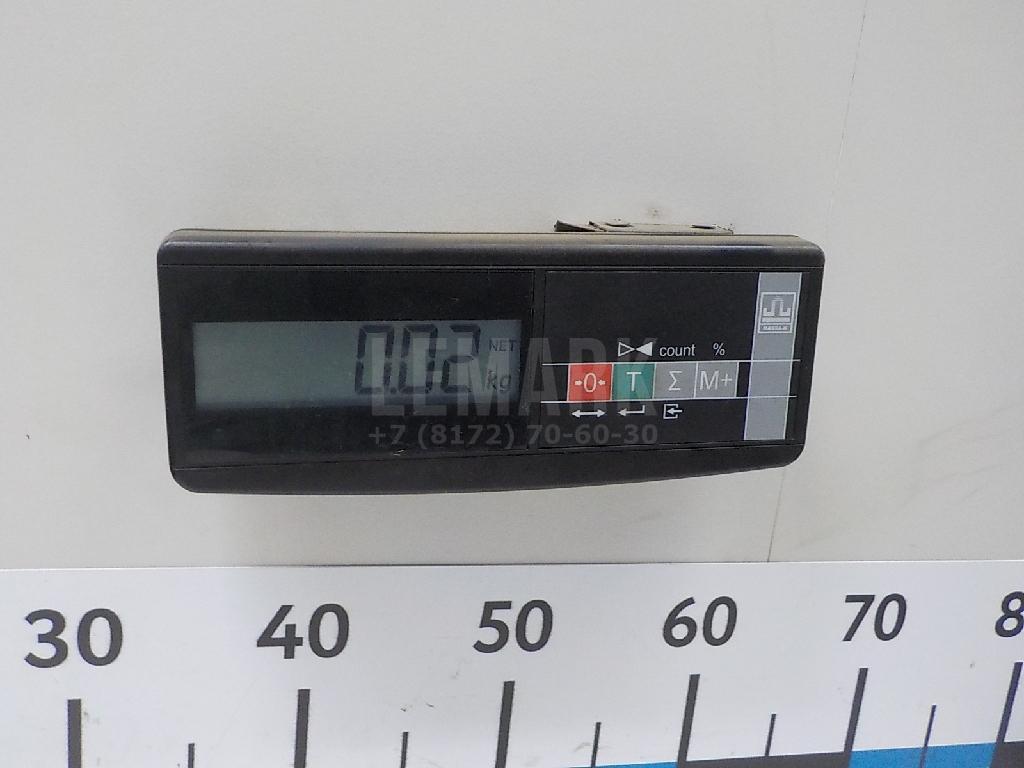 0.02 NET
kg
LEMARK
+7 (8172) 70-60-30
count %
→0← T Σ M+
30 40 50 60 70 8